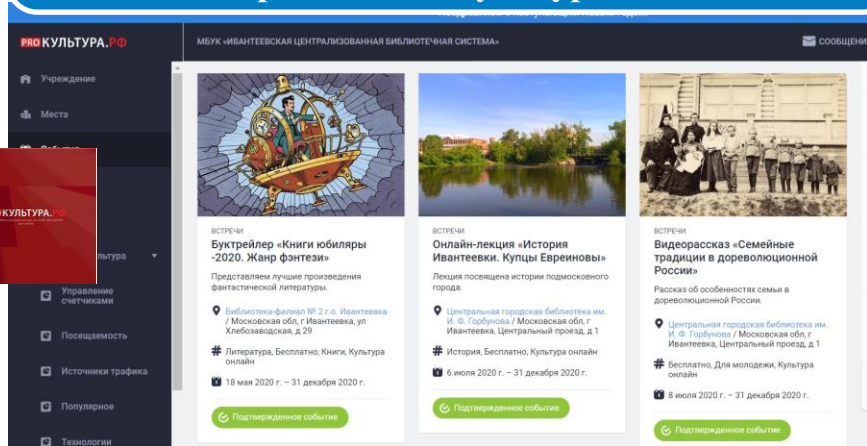 PRO КУЛЬТУРА.РФ
МБУК «ИВАНТЕЕВСКАЯ ЦЕНТРАЛИЗОВАННАЯ БИБЛИОТЕЧНАЯ СИСТЕМА»
СООБЩЕНИ
Учреждение
Места
События
КУЛЬТУРА.РФ
льтура
Управление
счетчиками
Посещаемость
Источники трафика
Популярное
Технологии
ВСТРЕЧИ
Буктрейлер «Книги юбиляры
-2020. Жанр фэнтези»
Представляем лучшие произведения
фантастической литературы.
Библиотека-филиал № 2 г.о. Ивантеевка
/ Московская обл, г Ивантеевка, ул
Хлебозаводская, д 29
# Литература, Бесплатно, Книги, Культура
онлайн
18 мая 2020 г. – 31 декабря 2020 г.
Подтвержденное событие
ВСТРЕЧИ
Онлайн-лекция «История
Ивантеевки. Купцы Евреиновы»
Лекция посвящена истории подмосковного
города.
Центральная городская библиотека им.
И. Ф. Горбунова / Московская обл, г
Ивантеевка, Центральный проезд, д 1
# История, Бесплатно, Культура онлайн
6 июля 2020 г. – 31 декабря 2020 г.
Подтвержденное событие
ВСТРЕЧИ
Видеорассказ «Семейные
традиции в дореволюционной
России»
Рассказ об особенностях семьи в
дореволюционной России.
Центральная городская библиотека им.
И. Ф. Горбунова / Московская обл, г
Ивантеевка, Центральный проезд, д 1
# Бесплатно, Для молодежи, Культура
онлайн
8 июля 2020 г. – 31 декабря 2020 г.
Подтвержденное событие